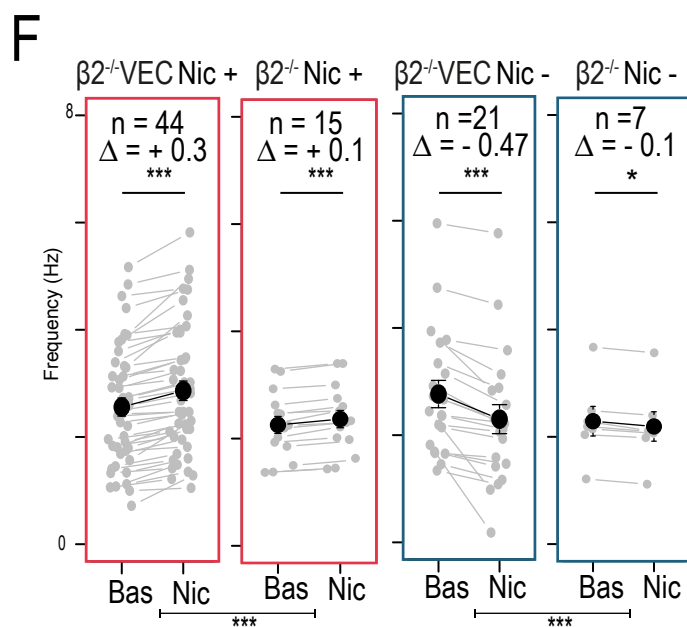 F
β2⁻/⁻VEC Nic + β2⁻/⁻ Nic + β2⁻/⁻VEC Nic - β2⁻/⁻ Nic -
8
n = 44 n = 15 n =21 n =7
Δ = + 0.3 Δ = + 0.1 Δ = - 0.47 Δ = - 0.1
*** *** *** *
Frequency (Hz)
0
Bas Nic Bas Nic Bas Nic Bas Nic
*** ***